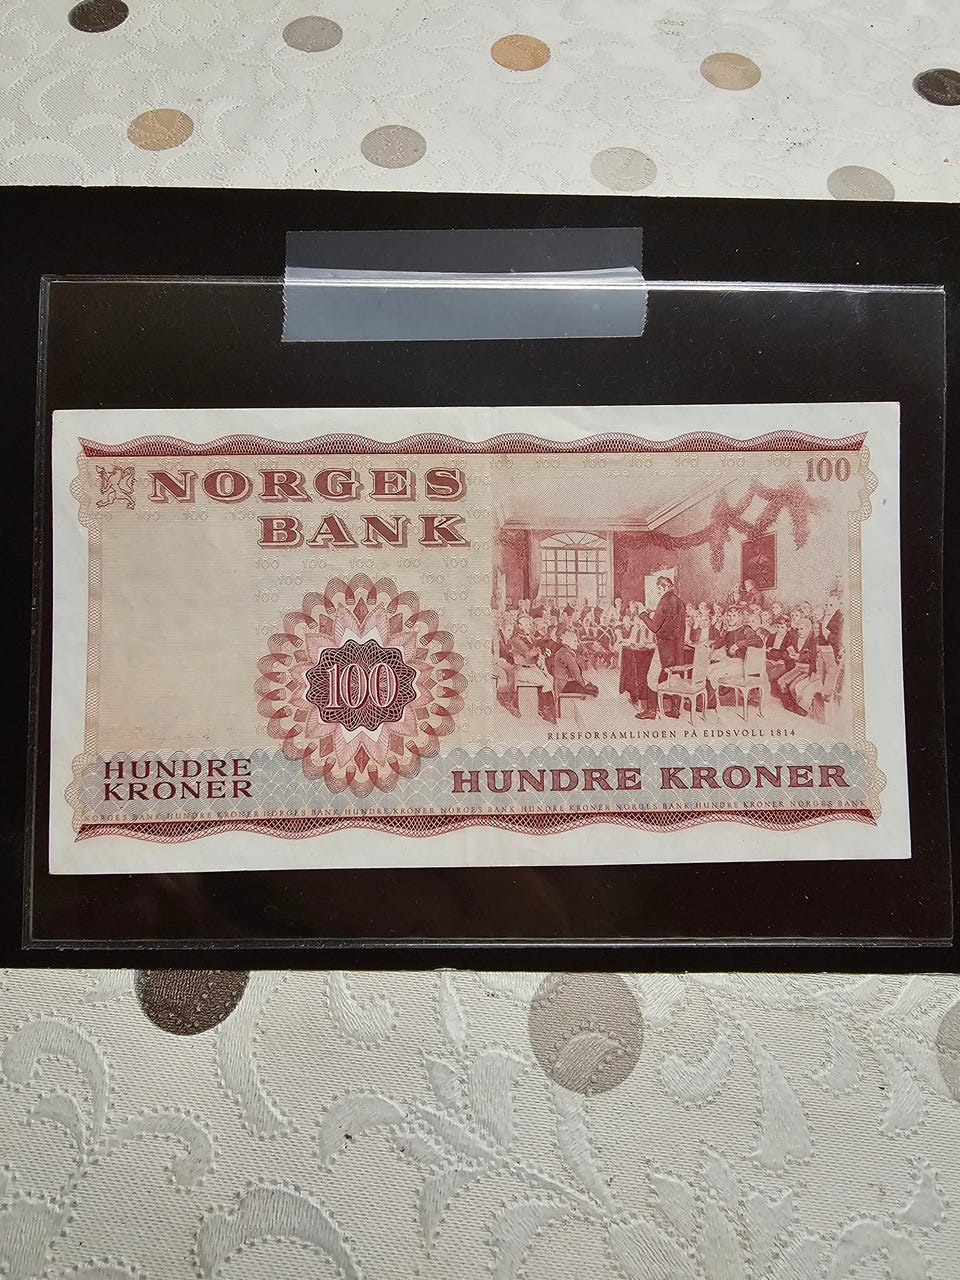 NORGES
BANK
100
100
RIKSFORSAMLINGEN PÅ EIDSVOLL 1814
HUNDRE
KRONER
HUNDRE KRONER
NORGES BANK HUNDRE KRONER NORGES BANK HUNDRE KRONER NORGES BANK HUNDRE KRONER NORGES BANK HUNDRE KRONER NORGES BANK